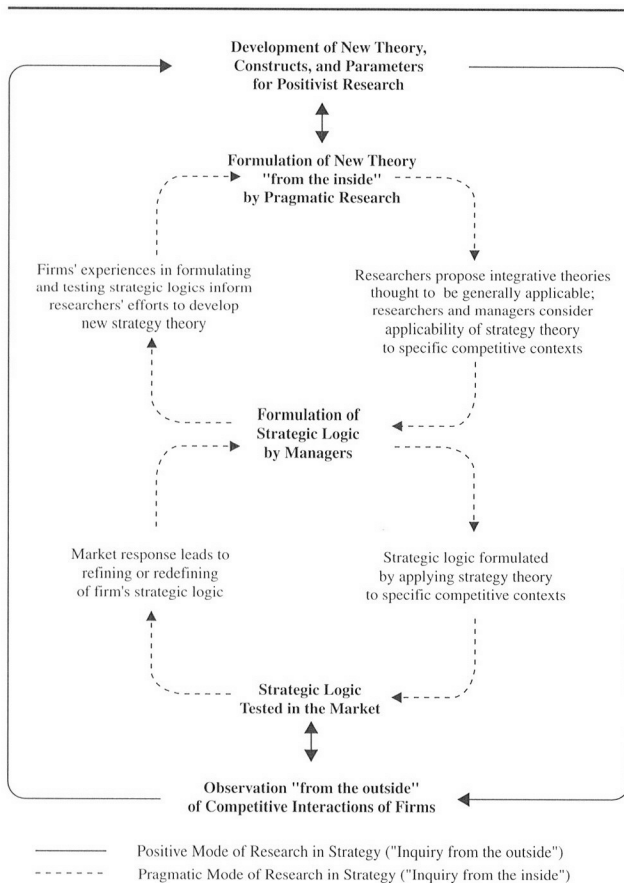 Development of New Theory,
Constructs, and Parameters
for Positivist Research
Formulation of New Theory
"from the inside"
by Pragmatic Research
Firms' experiences in formulating
and testing strategic logics inform
researchers' efforts to develop
new strategy theory
Researchers propose integrative theories
thought to be generally applicable;
researchers and managers consider
applicability of strategy theory
to specific competitive contexts
Formulation of
Strategic Logic
by Managers
Market response leads to
refining or redefining
of firm's strategic logic
Strategic logic formulated
by applying strategy theory
to specific competitive contexts
Strategic Logic
Tested in the Market
Observation "from the outside"
of Competitive Interactions of Firms
Positive Mode of Research in Strategy ("Inquiry from the outside")
Pragmatic Mode of Research in Strategy ("Inquiry from the inside")